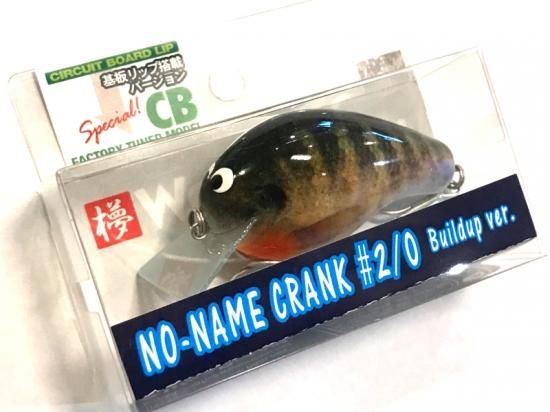 CIRCUIT BOARD LIP
基板リップ搭載
バージョン
Special! CB
FACTORY TUNED MODEL
W
NO-NAME CRANK #2/0 Buildup ver.